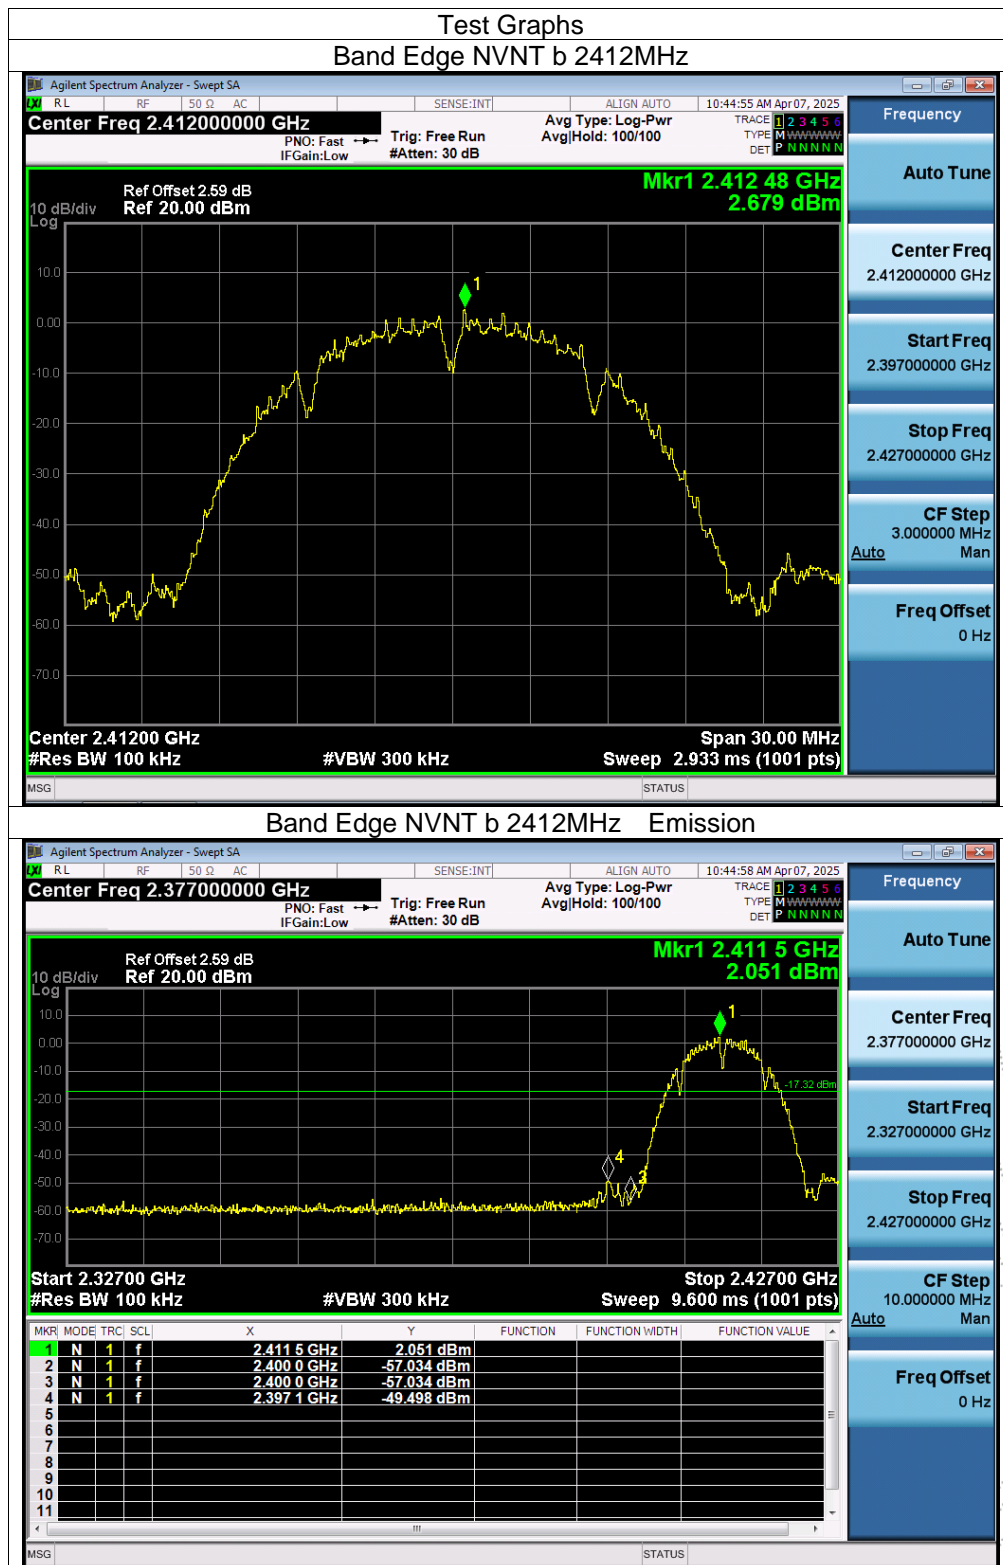 Test Graphs
Band Edge NVNT b 2412MHz
Agilent Spectrum Analyzer - Swept SA
LXI RL RF 50 Ω AC SENSE:INT ALIGN AUTO 10:44:55 AM Apr 07, 2025
Center Freq 2.412000000 GHz
PNO: Fast
IFGain:Low
Trig: Free Run
#Atten: 30 dB
Avg Type: Log-Pwr
Avg|Hold: 100/100
TRACE 1 2 3 4 5 6
TYPE M WWWWW
DET P N N N N N
Frequency
Auto Tune
Center Freq
2.412000000 GHz
Start Freq
2.397000000 GHz
Stop Freq
2.427000000 GHz
CF Step
3.000000 MHz
Auto Man
Freq Offset
0 Hz
Mkr1 2.412 48 GHz
2.679 dBm
Ref Offset 2.59 dB
10 dB/div Ref 20.00 dBm
Log
1
10.0
0.00
-10.0
-20.0
-30.0
-40.0
-50.0
-60.0
-70.0
Center 2.41200 GHz Span 30.00 MHz
#Res BW 100 kHz #VBW 300 kHz Sweep 2.933 ms (1001 pts)
MSG STATUS
Band Edge NVNT b 2412MHz Emission
Agilent Spectrum Analyzer - Swept SA
LXI RL RF 50 Ω AC SENSE:INT ALIGN AUTO 10:44:58 AM Apr 07, 2025
Center Freq 2.377000000 GHz
PNO: Fast
IFGain:Low
Trig: Free Run
#Atten: 30 dB
Avg Type: Log-Pwr
Avg|Hold: 100/100
TRACE 1 2 3 4 5 6
TYPE M WWWWW
DET P N N N N N
Frequency
Auto Tune
Center Freq
2.377000000 GHz
Start Freq
2.327000000 GHz
Stop Freq
2.427000000 GHz
CF Step
10.000000 MHz
Auto Man
Freq Offset
0 Hz
Mkr1 2.411 5 GHz
2.051 dBm
Ref Offset 2.59 dB
10 dB/div Ref 20.00 dBm
Log
10.0
0.00
-10.0
-20.0
-30.0
-40.0
-50.0
-60.0
-70.0
1
-17.32 dBm
4
3
Start 2.32700 GHz Stop 2.42700 GHz
#Res BW 100 kHz #VBW 300 kHz Sweep 9.600 ms (1001 pts)
MKR MODE TRC SCL X Y FUNCTION FUNCTION WIDTH FUNCTION VALUE
1 N 1 f 2.411 5 GHz 2.051 dBm
2 N 1 f 2.400 0 GHz -57.034 dBm
3 N 1 f 2.400 0 GHz -57.034 dBm
4 N 1 f 2.397 1 GHz -49.498 dBm
5
6
7
8
9
10
11
MSG STATUS